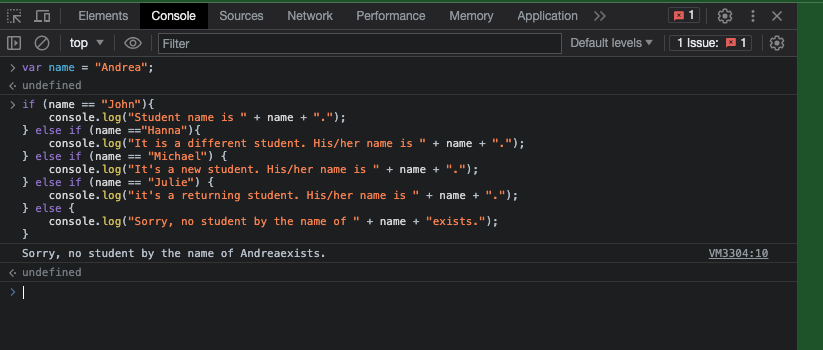 Elements Console Sources Network Performance Memory Application 1
top Filter Default levels 1 Issue: 1
var name = "Andrea";
undefined
if (name == "John"){
    console.log("Student name is " + name + ".");
} else if (name =="Hanna"){
    console.log("It is a different student. His/her name is " + name + ".");
} else if (name == "Michael") {
    console.log("It's a new student. His/her name is " + name + ".");
} else if (name == "Julie") {
    console.log("it's a returning student. His/her name is " + name + ".");
} else {
    console.log("Sorry, no student by the name of " + name + "exists.");
}
Sorry, no student by the name of Andreaexists. VM3304:10
undefined